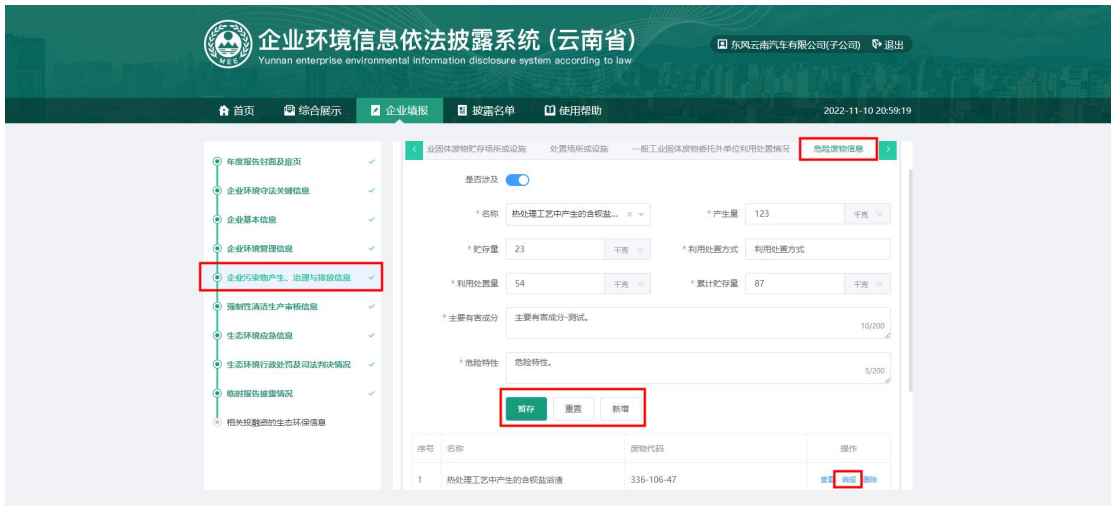 企业环境信息依法披露系统 (云南省)
Yunnan enterprise environmental information disclosure system according to law
MEE
东风云南汽车有限公司(子公司) 退出
首页 综合展示 企业填报 披露名单 使用帮助 2022-11-10 20:59:19
年度报告封面及扉页
企业环境守法关键信息
企业基本信息
企业环境管理信息
企业污染物产生、治理与排放信息
强制性清洁生产审核信息
生态环境应急信息
生态环境行政处罚及司法判决情况
临时报告披露情况
相关投融资的生态环保信息
业固体废物贮存场所或设施 处置场所或设施 一般工业固体废物委托外单位利用处置情况 危险废物信息
是否涉及
* 名称 热处理工艺中产生的含钡盐... * 产生量 123 千克
* 贮存量 23 千克 * 利用处置方式 利用处置方式
* 利用处置量 54 千克 * 累计贮存量 87 千克
* 主要有害成分 主要有害成分-测试。
10/200
* 危险特性 危险特性。
5/200
暂存 重置 新增
序号 名称 废物代码 操作
1 热处理工艺中产生的含钡盐浴渣 336-106-47 查看 编辑 删除